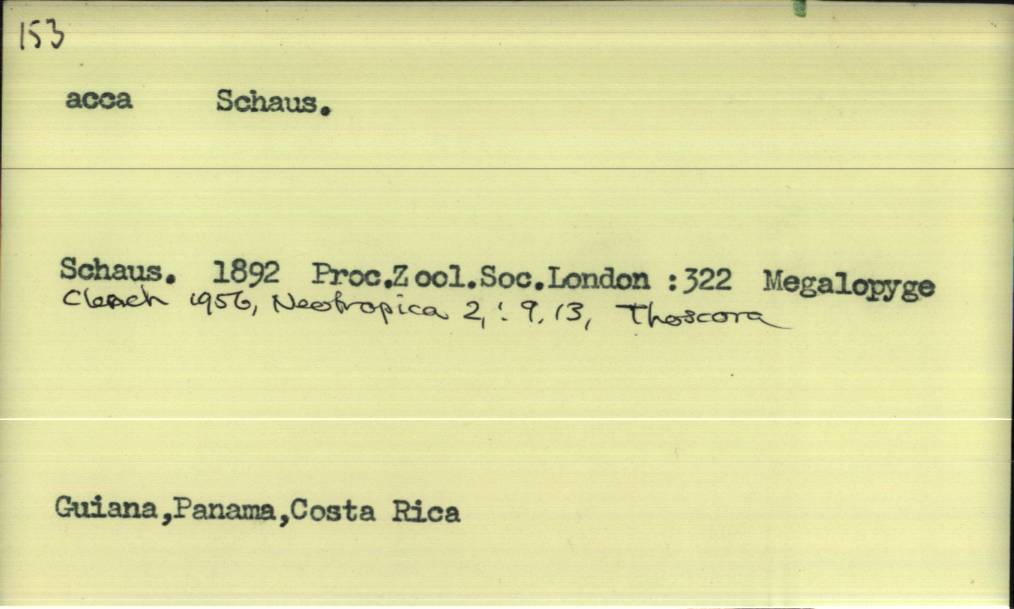 153
acca Schaus.
Schaus. 1892 Proc.Zool.Soc.London :322 Megalopyge
Clench 1956, Neotropica 2,: 9,13, Thoscora
Guiana,Panama,Costa Rica